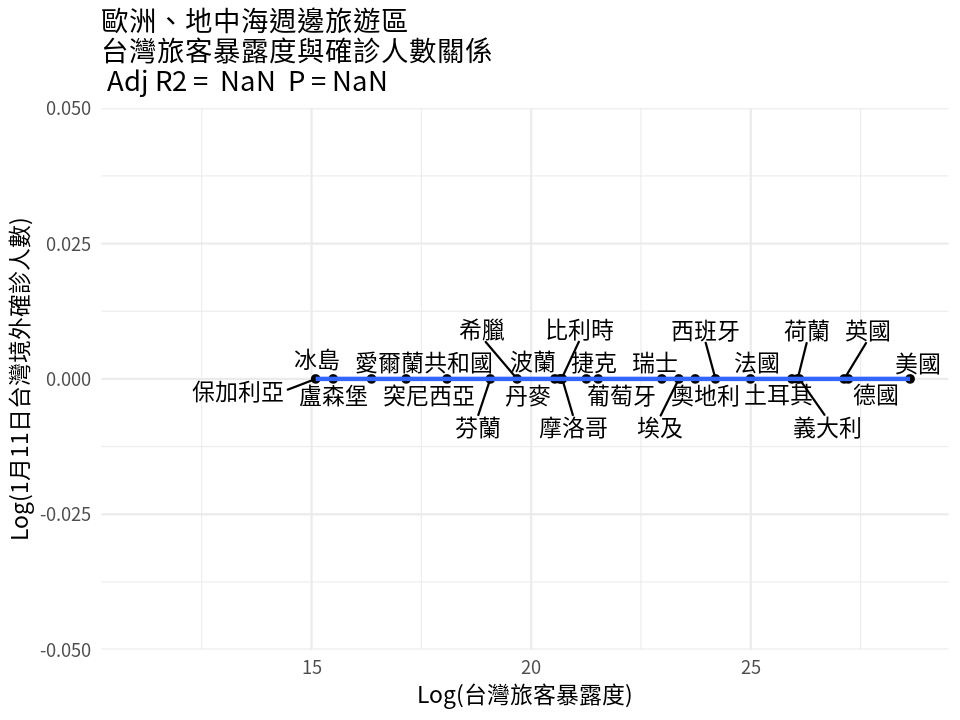 歐洲、地中海週邊旅遊區
台灣旅客暴露度與確診人數關係
Adj R2 = NaN P = NaN
0.050
0.025
0.000
-0.025
-0.050
Log(1月11日台灣境外確診人數)
希臘
比利時
西班牙
荷蘭
英國
冰島
愛爾蘭共和國
波蘭
捷克
瑞士
法國
美國
保加利亞
盧森堡
突尼西亞
丹麥
葡萄牙
奧地利
土耳其
德國
芬蘭
摩洛哥
埃及
義大利
15
20
25
Log(台灣旅客暴露度)